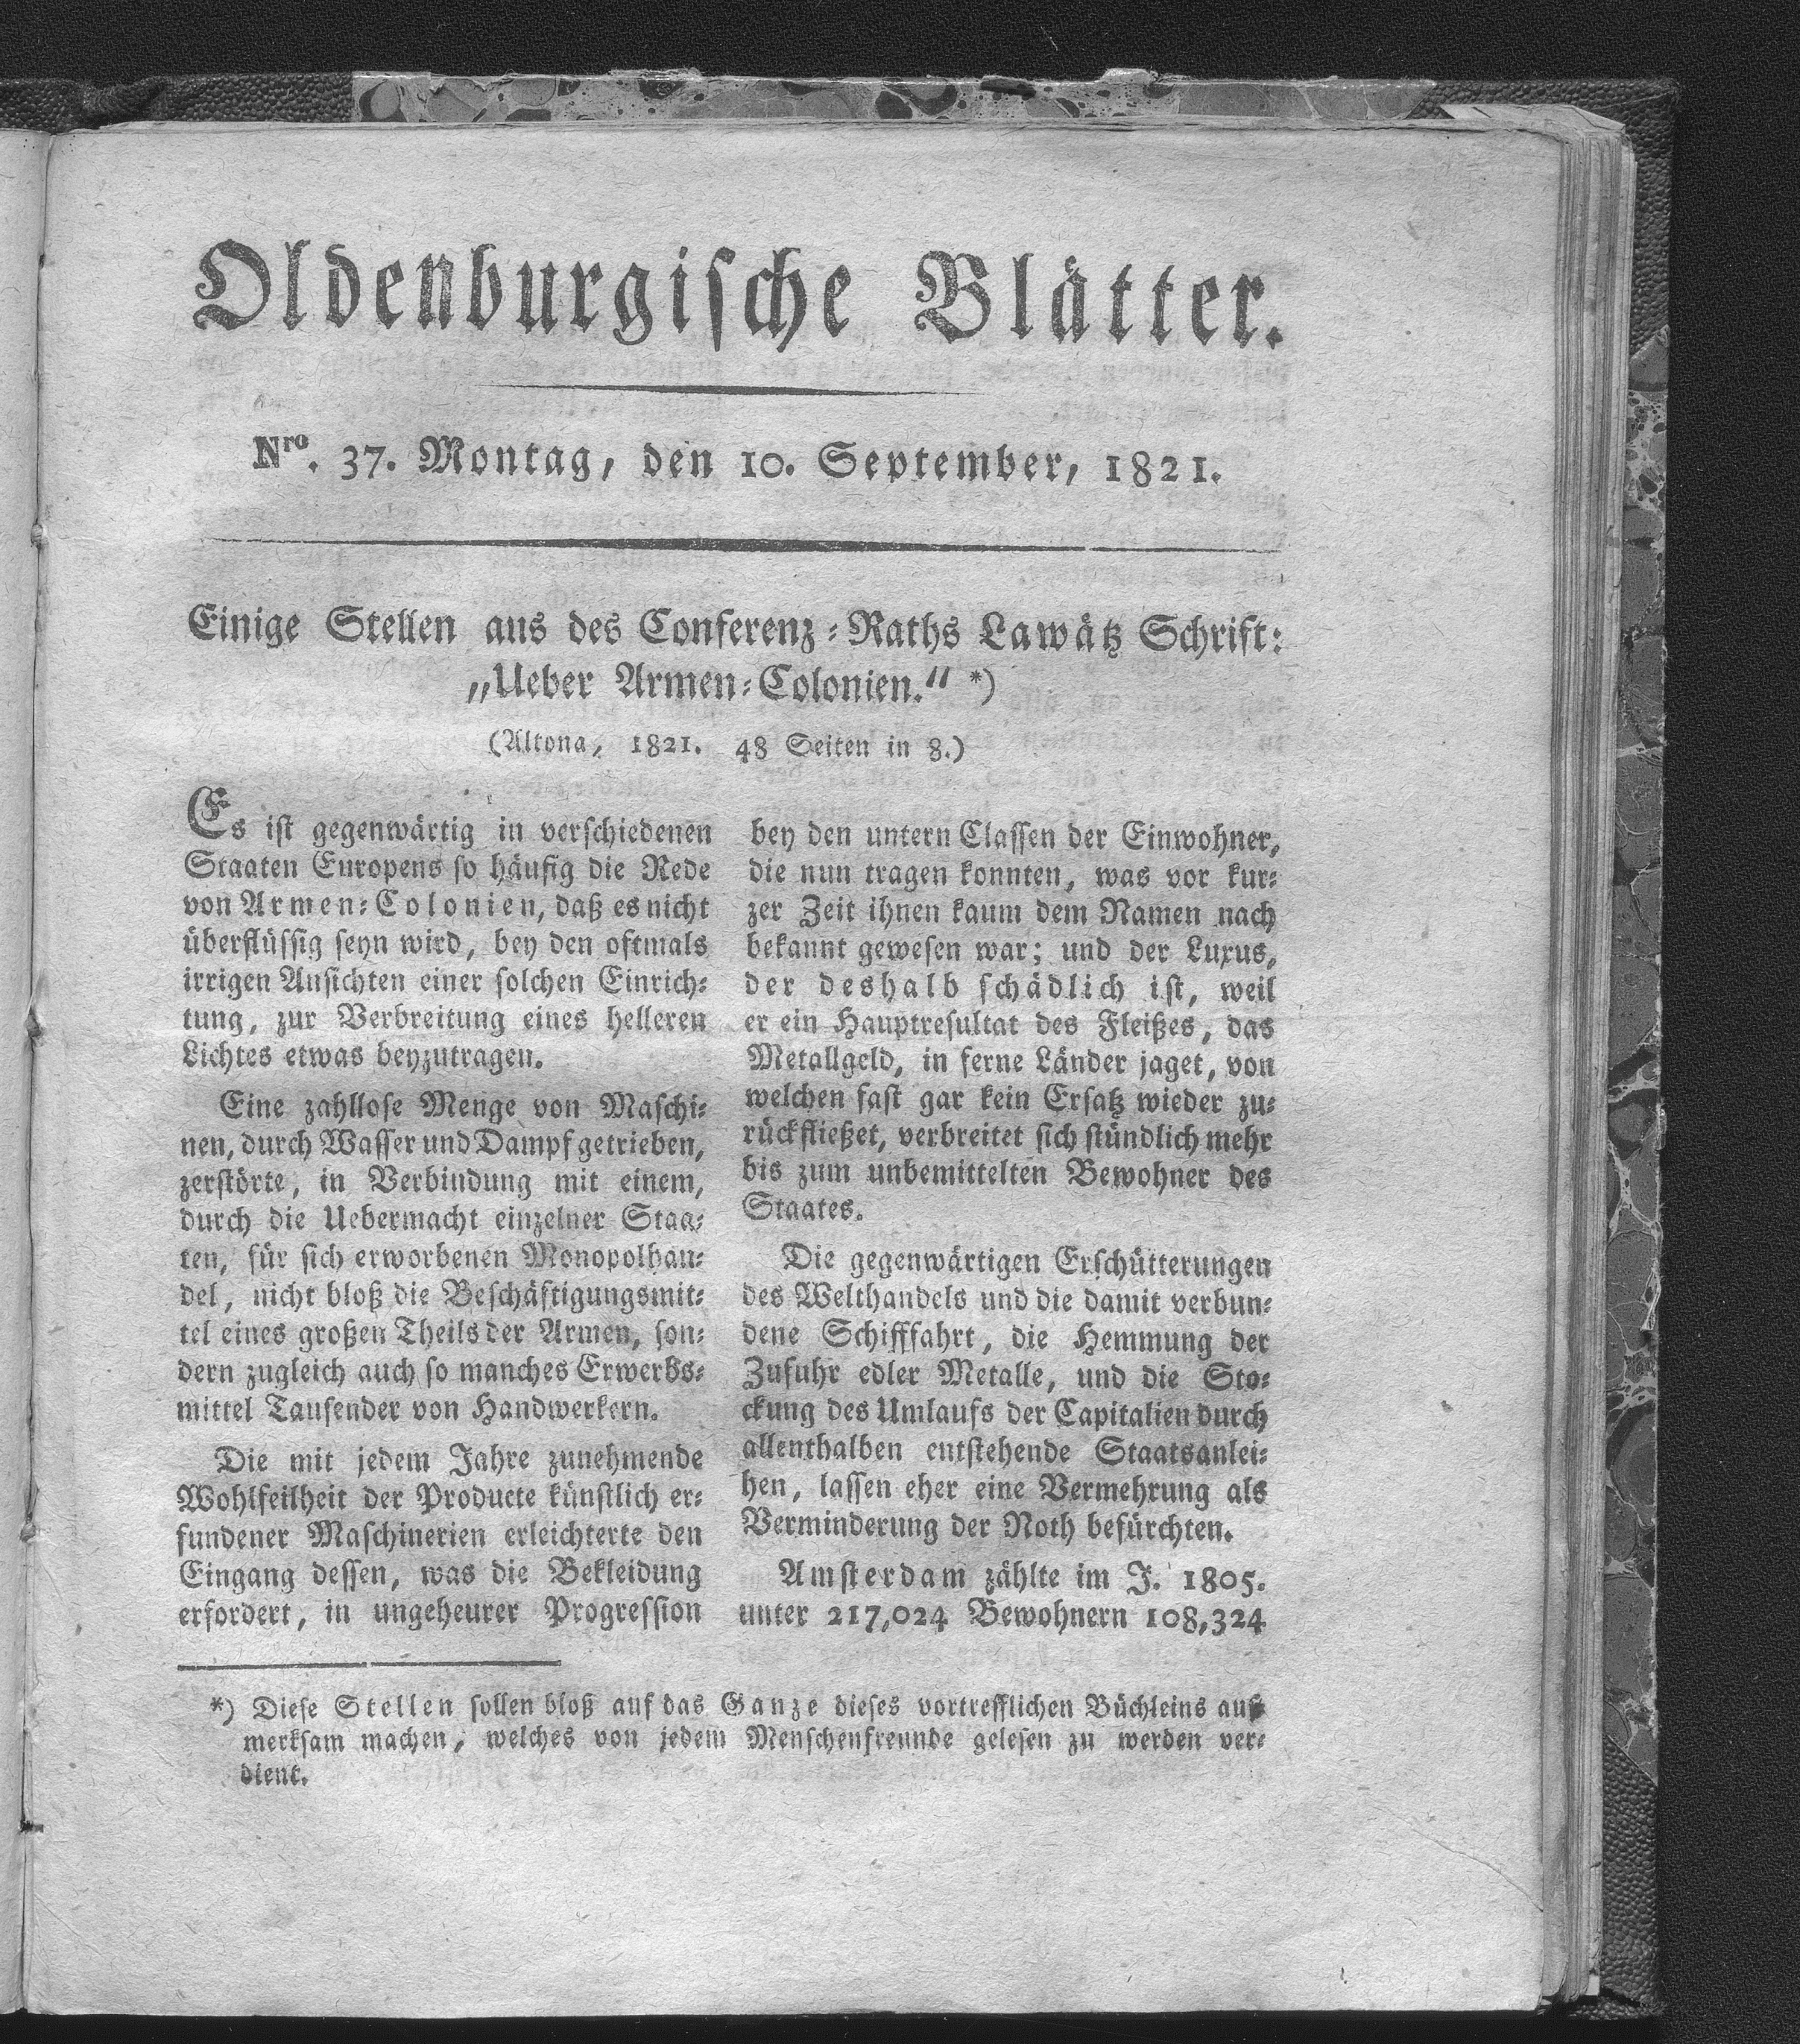 Oldenburgische Blätter.
Nro. 37. Montag, den 10. September, 1821.
Einige Stellen aus des Conferenz-Raths Lawätz Schrift:
„Ueber Armen-Colonien.“ *)
(Altona, 1821. 48 Seiten in 8.)
Es ist gegenwärtig in verschiedenen
Staaten Europens so häufig die Rede
von Armen-Colonien, daß es nicht
überflüssig seyn wird, bey den oftmals
irrigen Ansichten einer solchen Einrich-
tung, zur Verbreitung eines helleren
Lichtes etwas beyzutragen.
Eine zahllose Menge von Maschi-
nen, durch Wasser und Dampf getrieben,
zerstörte, in Verbindung mit einem,
durch die Uebermacht einzelner Staa-
ten, für sich erworbenen Monopolhan-
del, nicht bloß die Beschäftigungsmit-
tel eines großen Theils der Armen, son-
dern zugleich auch so manches Erwerbs-
mittel Tausender von Handwerkern.
Die mit jedem Jahre zunehmende
Wohlfeilheit der Producte künstlich er-
fundener Maschinerien erleichterte den
Eingang dessen, was die Bekleidung
erfordert, in ungeheurer Progression
bey den untern Classen der Einwohner,
die nun tragen konnten, was vor kur-
zer Zeit ihnen kaum dem Namen nach
bekannt gewesen war; und der Luxus,
der deshalb schädlich ist, weil
er ein Hauptresultat des Fleißes, das
Metallgeld, in ferne Länder jaget, von
welchen fast gar kein Ersatz wieder zu-
rückfließet, verbreitet sich stündlich mehr
bis zum unbemittelten Bewohner des
Staates.
Die gegenwärtigen Erschütterungen
des Welthandels und die damit verbun-
dene Schifffahrt, die Hemmung der
Zufuhr edler Metalle, und die Sto-
ckung des Umlaufs der Capitalien durch
allenthalben entstehende Staatsanlei-
hen, lassen eher eine Vermehrung als
Verminderung der Noth befürchten.
Amsterdam zählte im J. 1805.
unter 217,024 Bewohnern 108,324
*) Diese Stellen sollen bloß auf das Ganze dieses vortrefflichen Büchleins auf-
merksam machen, welches von jedem Menschenfreunde gelesen zu werden ver-
dient.